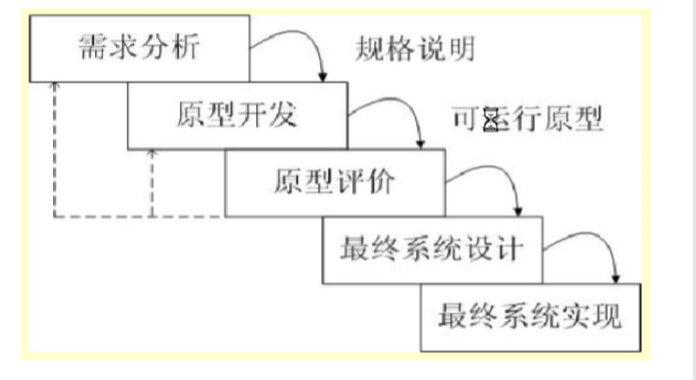 需求分析
规格说明
原型开发
可运行原型
原型评价
最终系统设计
最终系统实现